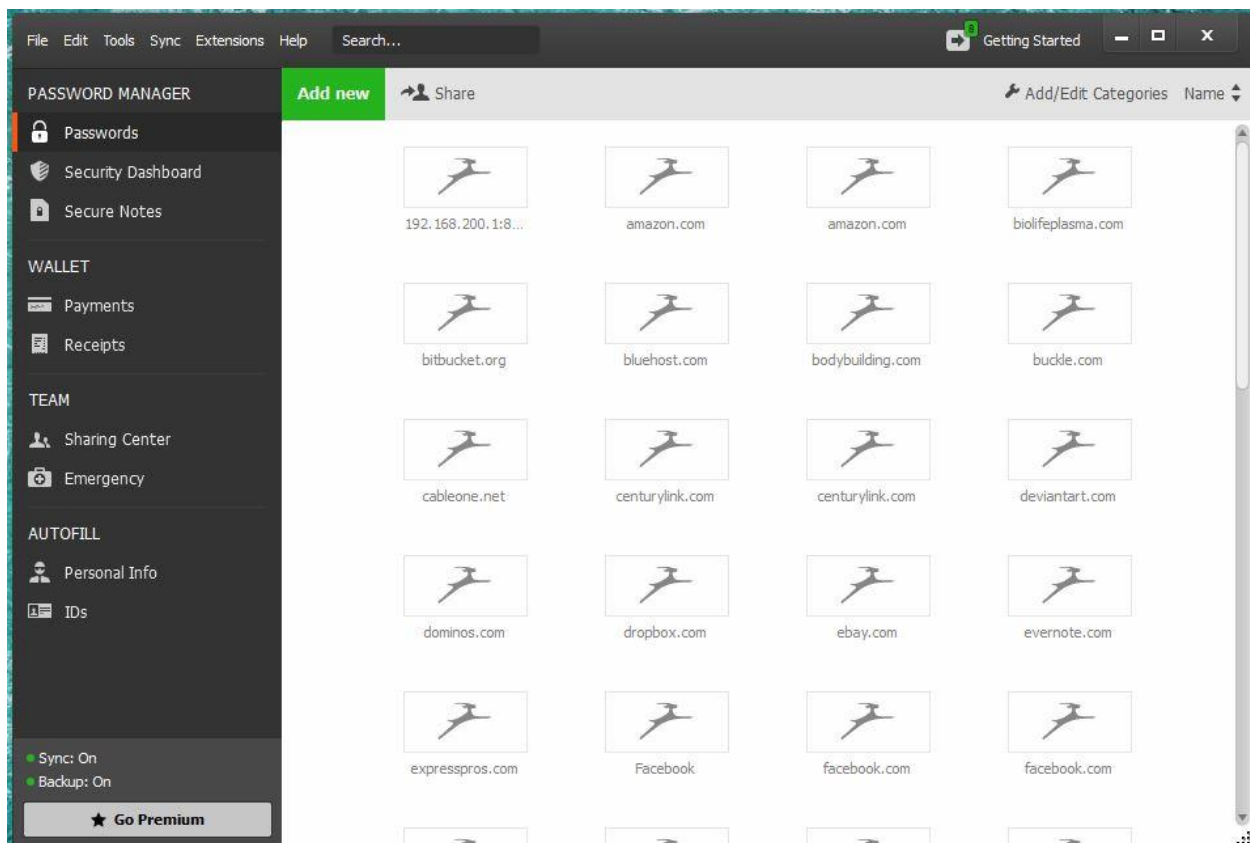 File Edit Tools Sync Extensions Help Search... 8 Getting Started
PASSWORD MANAGER
Passwords
Security Dashboard
Secure Notes
WALLET
Payments
Receipts
TEAM
Sharing Center
Emergency
AUTOFILL
Personal Info
IDs
Sync: On
Backup: On
Go Premium
Add new Share Add/Edit Categories Name
192.168.200.1:8... amazon.com amazon.com biolifeplasma.com
bitbucket.org bluehost.com bodybuilding.com buckle.com
cableone.net centurylink.com centurylink.com deviantart.com
dominos.com dropbox.com ebay.com evernote.com
expresspros.com Facebook facebook.com facebook.com